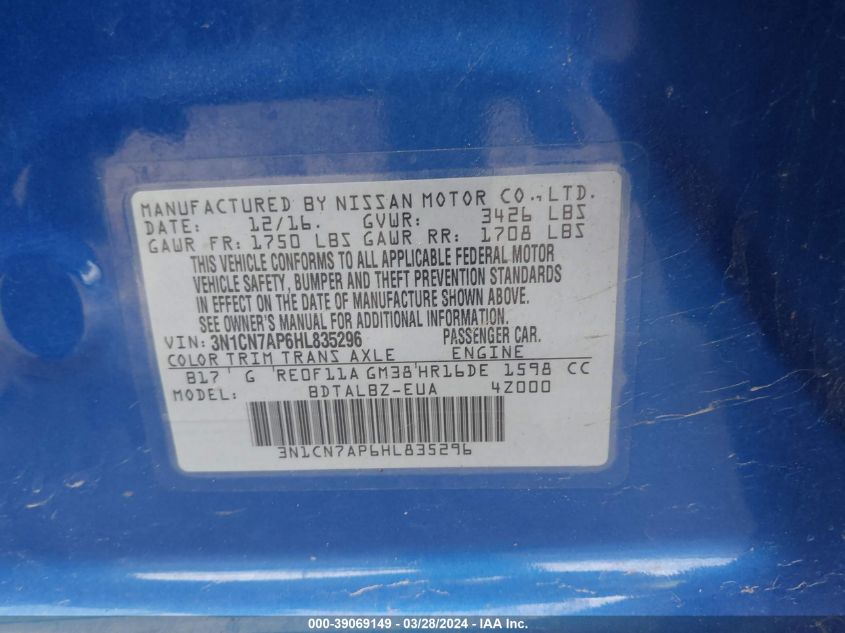 MANUFACTURED BY NISSAN MOTOR CO., LTD.
DATE: 12/16. GVWR: 3426 LBS
GAWR FR: 1750 LBS GAWR RR: 1708 LBS
THIS VEHICLE CONFORMS TO ALL APPLICABLE FEDERAL MOTOR
VEHICLE SAFETY, BUMPER AND THEFT PREVENTION STANDARDS
IN EFFECT ON THE DATE OF MANUFACTURE SHOWN ABOVE.
SEE OWNER'S MANUAL FOR ADDITIONAL INFORMATION.
VIN: 3N1CN7AP6HL835296 PASSENGER CAR.
COLOR TRIM TRANS AXLE ENGINE
B17 G RE0F11A GM38 HR16DE 1598 CC
MODEL: BDTALBZ-EUA 4Z000
3N1CN7AP6HL835296
000-39069149 | 03/28/2024 | IAA Inc.